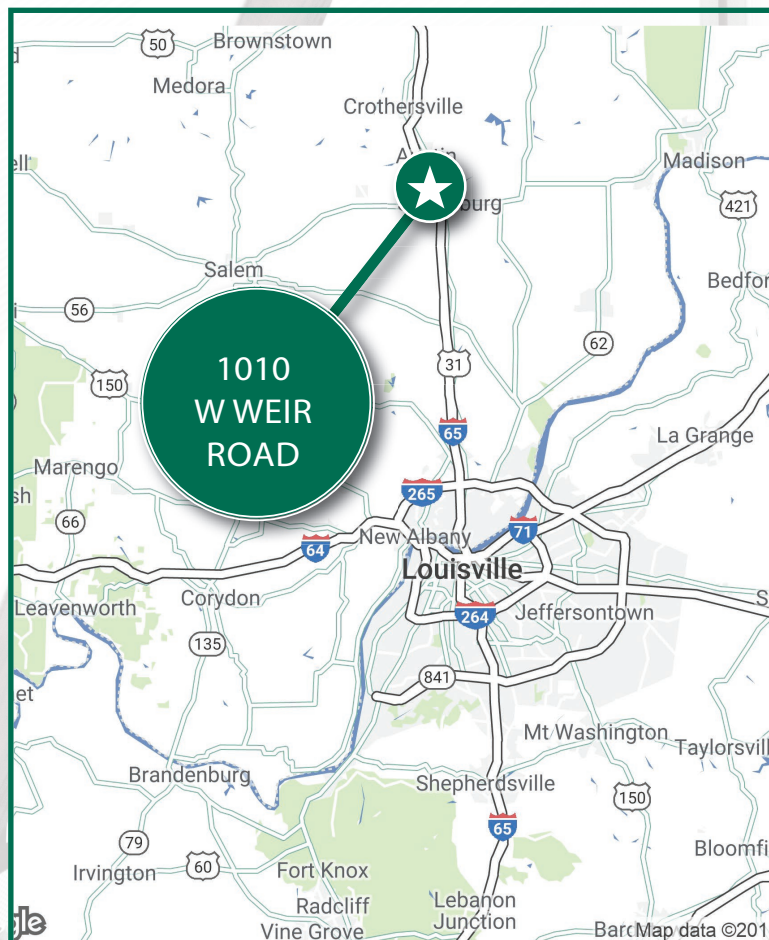 50
Brownstown
Medora
Crothersville
Madison
421
Salem
Bedfor
56
62
150
31
1010
W WEIR
ROAD
65
La Grange
Marengo
265
66
71
New Albany
64
Louisville
Leavenworth
Corydon
264
Jeffersontown
135
841
Mt Washington
Taylorsvill
Brandenburg
Shepherdsville
150
65
79
Bloomfi
Irvington
60
Fort Knox
Radcliff
Lebanon
Junction
Vine Grove
Map data ©201